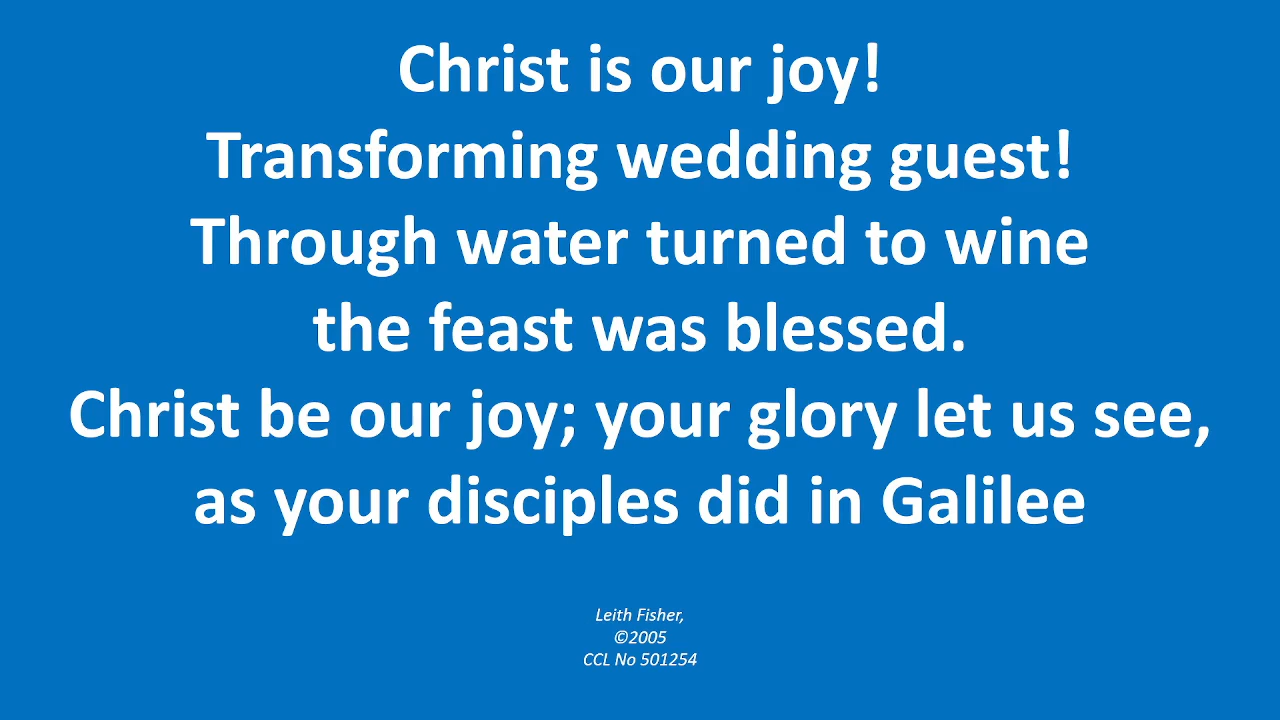 Christ is our joy!
Transforming wedding guest!
Through water turned to wine
the feast was blessed.
Christ be our joy; your glory let us see,
as your disciples did in Galilee
Leith Fisher,
©2005
CCL No 501254